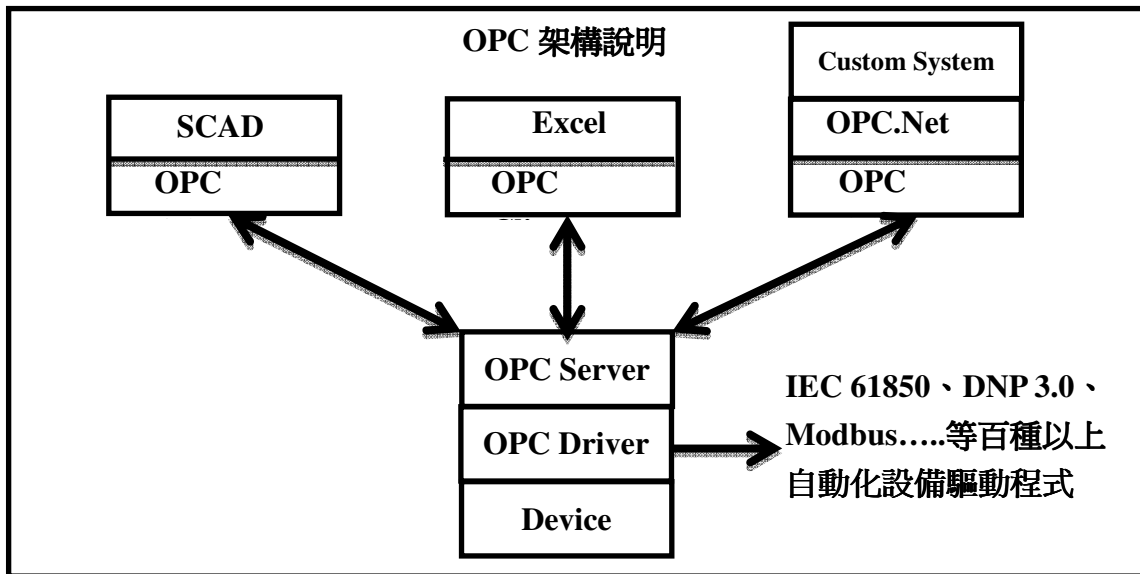 OPC 架構說明
SCAD
OPC
Excel
OPC
Custom System
OPC.Net
OPC
OPC Server
OPC Driver
Device
IEC 61850、DNP 3.0、
Modbus…..等百種以上
自動化設備驅動程式